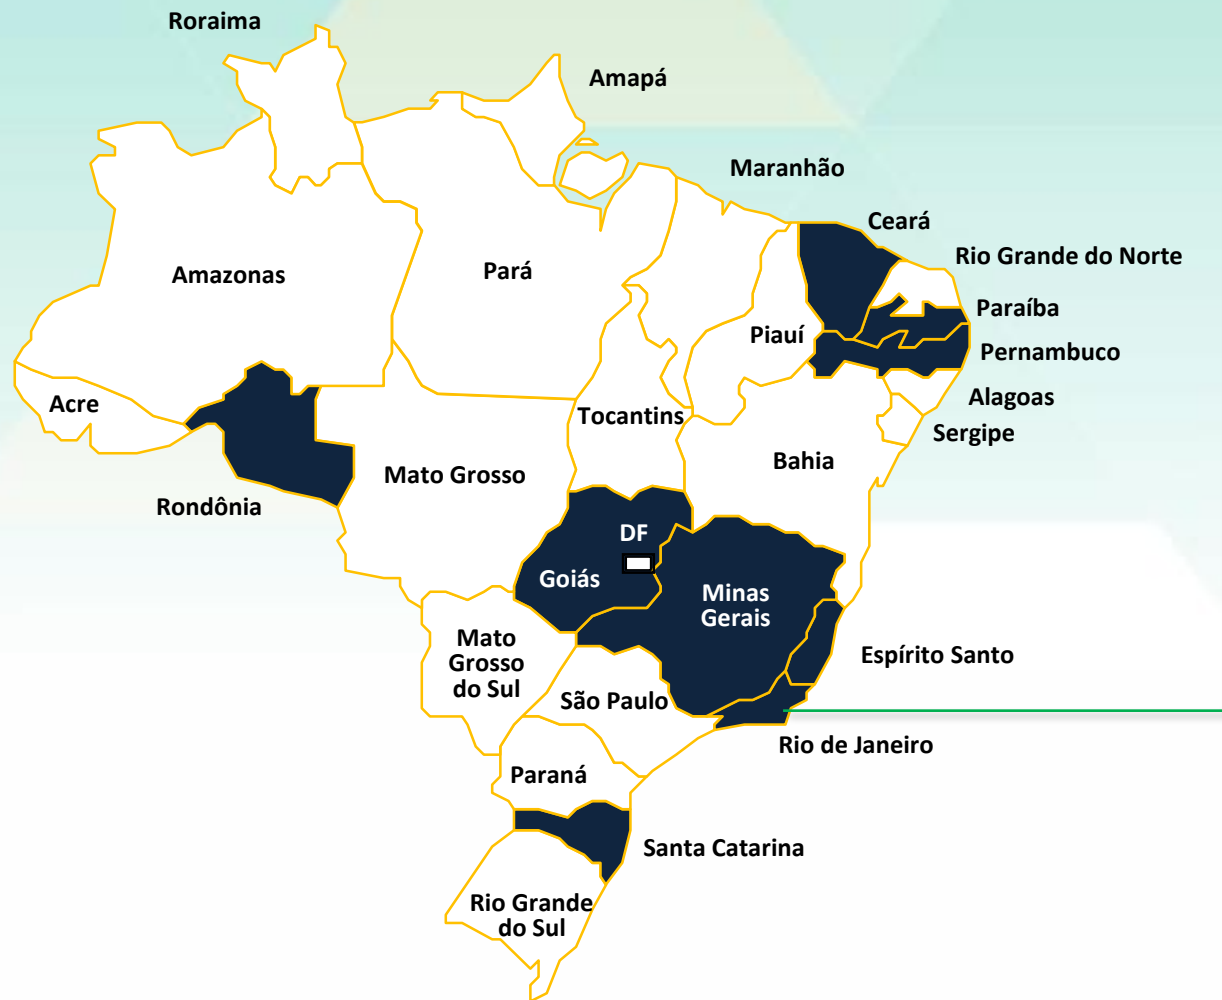 Roraima
Amapá
Maranhão
Ceará
Rio Grande do Norte
Amazonas
Pará
Paraíba
Piauí
Pernambuco
Acre
Alagoas
Tocantins
Sergipe
Bahia
Mato Grosso
Rondônia
DF
Goiás
Minas
Gerais
Mato
Grosso
do Sul
Espírito Santo
São Paulo
Rio de Janeiro
Paraná
Santa Catarina
Rio Grande
do Sul